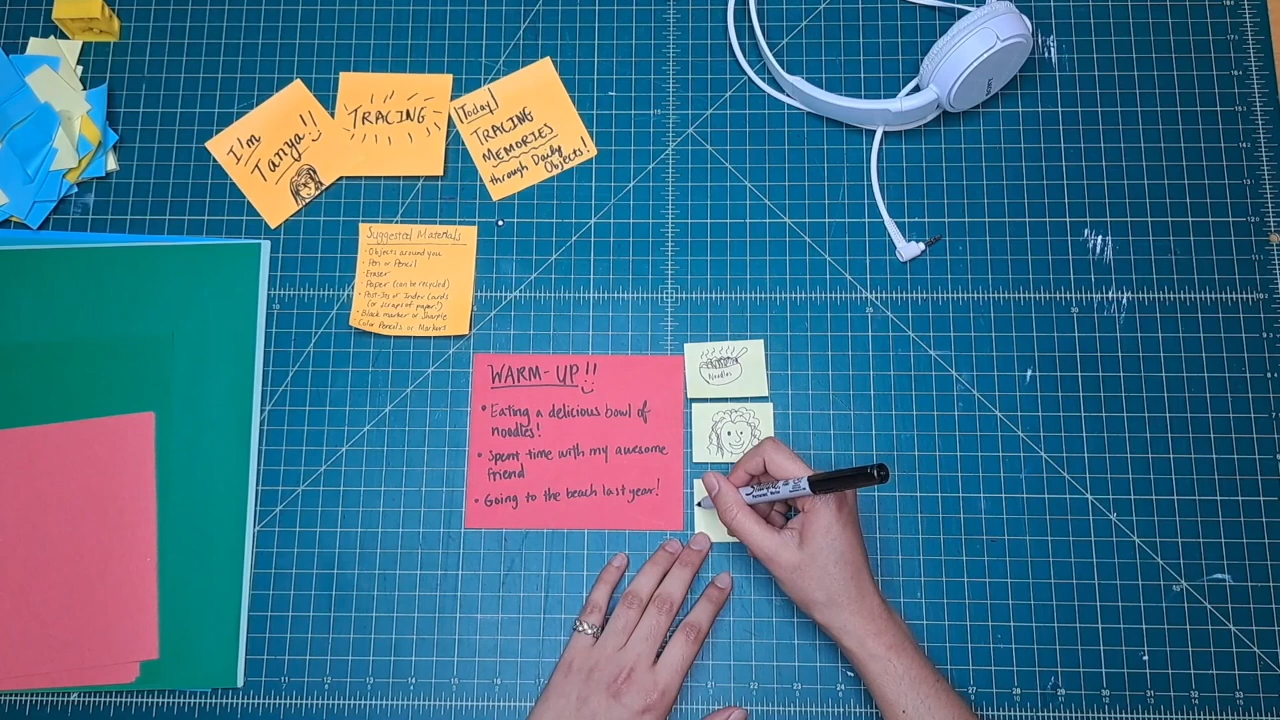 I'm
Tanya!!
TRACING
Today
TRACING
MEMORIES
through Daily
Objects!
Suggested Materials
• Objects around you
• Pen or Pencil
• Eraser
• Paper (can be recycled)
• Post-Its or Index Cards
(or scraps of paper!)
• Black marker or Sharpie
• Color Pencils or Markers
WARM-UP!!
• Eating a delicious bowl of
noodles!
• Spent time with my awesome
friend
• Going to the beach last year!
Noodles
Sharpie
Permanent Marker
SONY